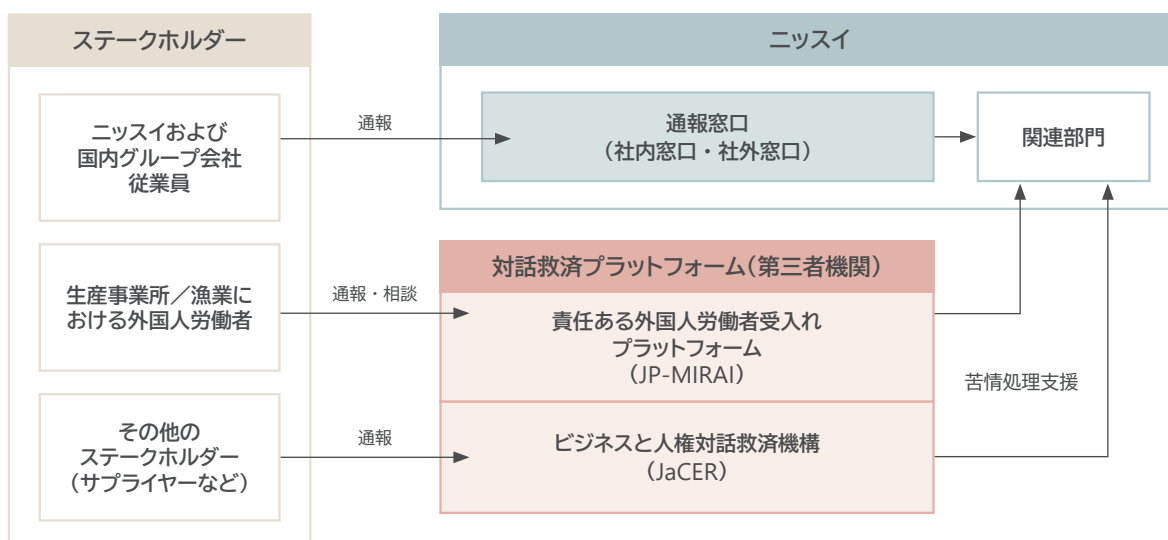 ステークホルダー
ニッスイおよび
国内グループ会社
従業員
生産事業所／漁業に
おける外国人労働者
その他の
ステークホルダー
（サプライヤーなど）
通報
通報・相談
通報
ニッスイ
通報窓口
（社内窓口・社外窓口）
関連部門
対話救済プラットフォーム（第三者機関）
責任ある外国人労働者受入れ
プラットフォーム
（JP-MIRAI）
ビジネスと人権対話救済機構
（JaCER）
苦情処理支援